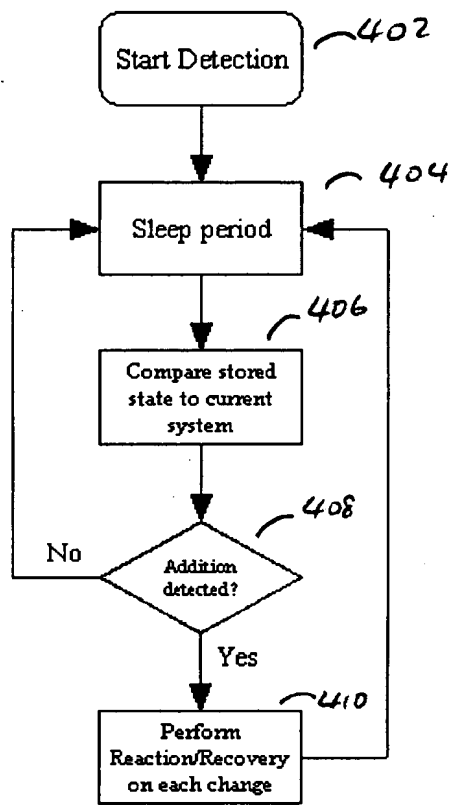 Start Detection
402
404
Sleep period
406
Compare stored
state to current
system
408
No
Addition
detected?
Yes
410
Perform
Reaction/Recovery
on each change